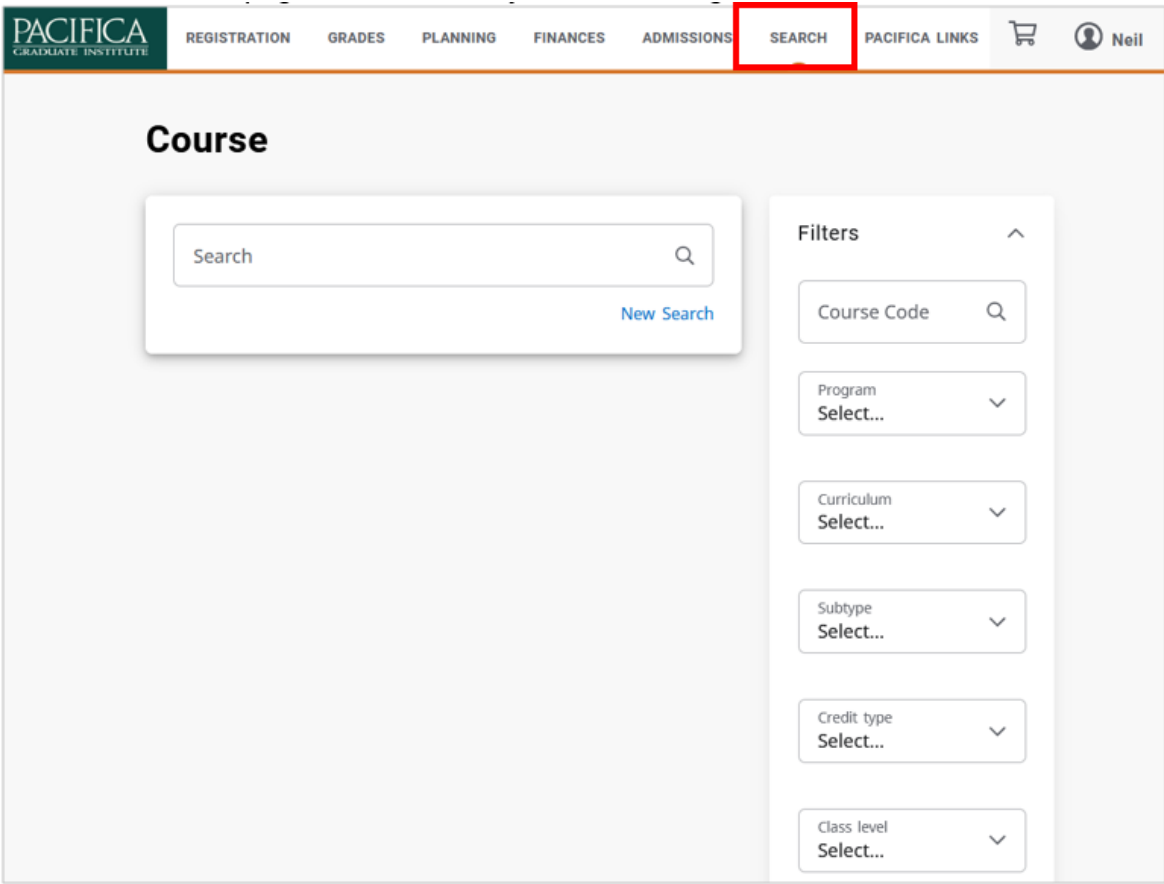 PACIFICA
GRADUATE INSTITUTE
REGISTRATION GRADES PLANNING FINANCES ADMISSIONS SEARCH PACIFICA LINKS Neil
Course
Search
New Search
Filters
Course Code
Program
Select...
Curriculum
Select...
Subtype
Select...
Credit type
Select...
Class level
Select...